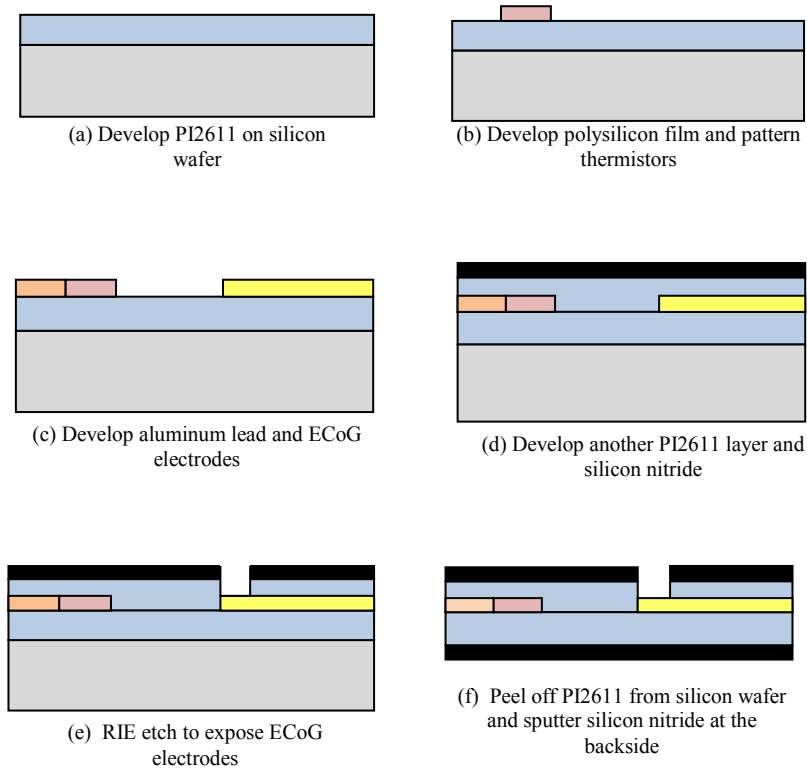 (a) Develop PI2611 on silicon
wafer
(b) Develop polysilicon film and pattern
thermistors
(c) Develop aluminum lead and ECoG
electrodes
(d) Develop another PI2611 layer and
silicon nitride
(e) RIE etch to expose ECoG
electrodes
(f) Peel off PI2611 from silicon wafer
and sputter silicon nitride at the
backside